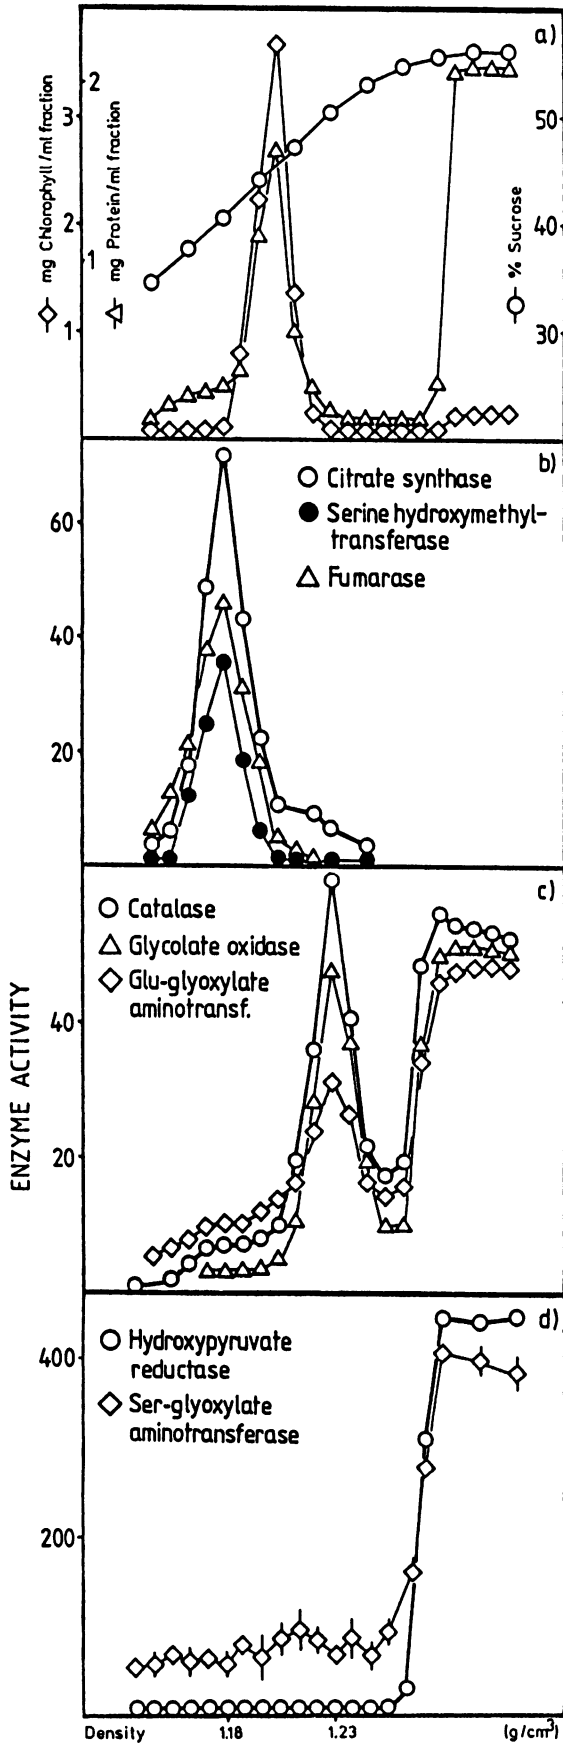 a)
mg Chlorophyll/ml fraction
mg Protein/ml fraction
3
2
1
2
1
% Sucrose
50
40
30
b)
Citrate synthase
Serine hydroxymethyl-
transferase
Fumarase
60
40
20
c)
Catalase
Glycolate oxidase
Glu-glyoxylate
aminotransf.
40
20
ENZYME ACTIVITY
d)
Hydroxypyruvate
reductase
Ser-glyoxylate
aminotransferase
400
200
Density 1.18 1.23 (g/cm³)